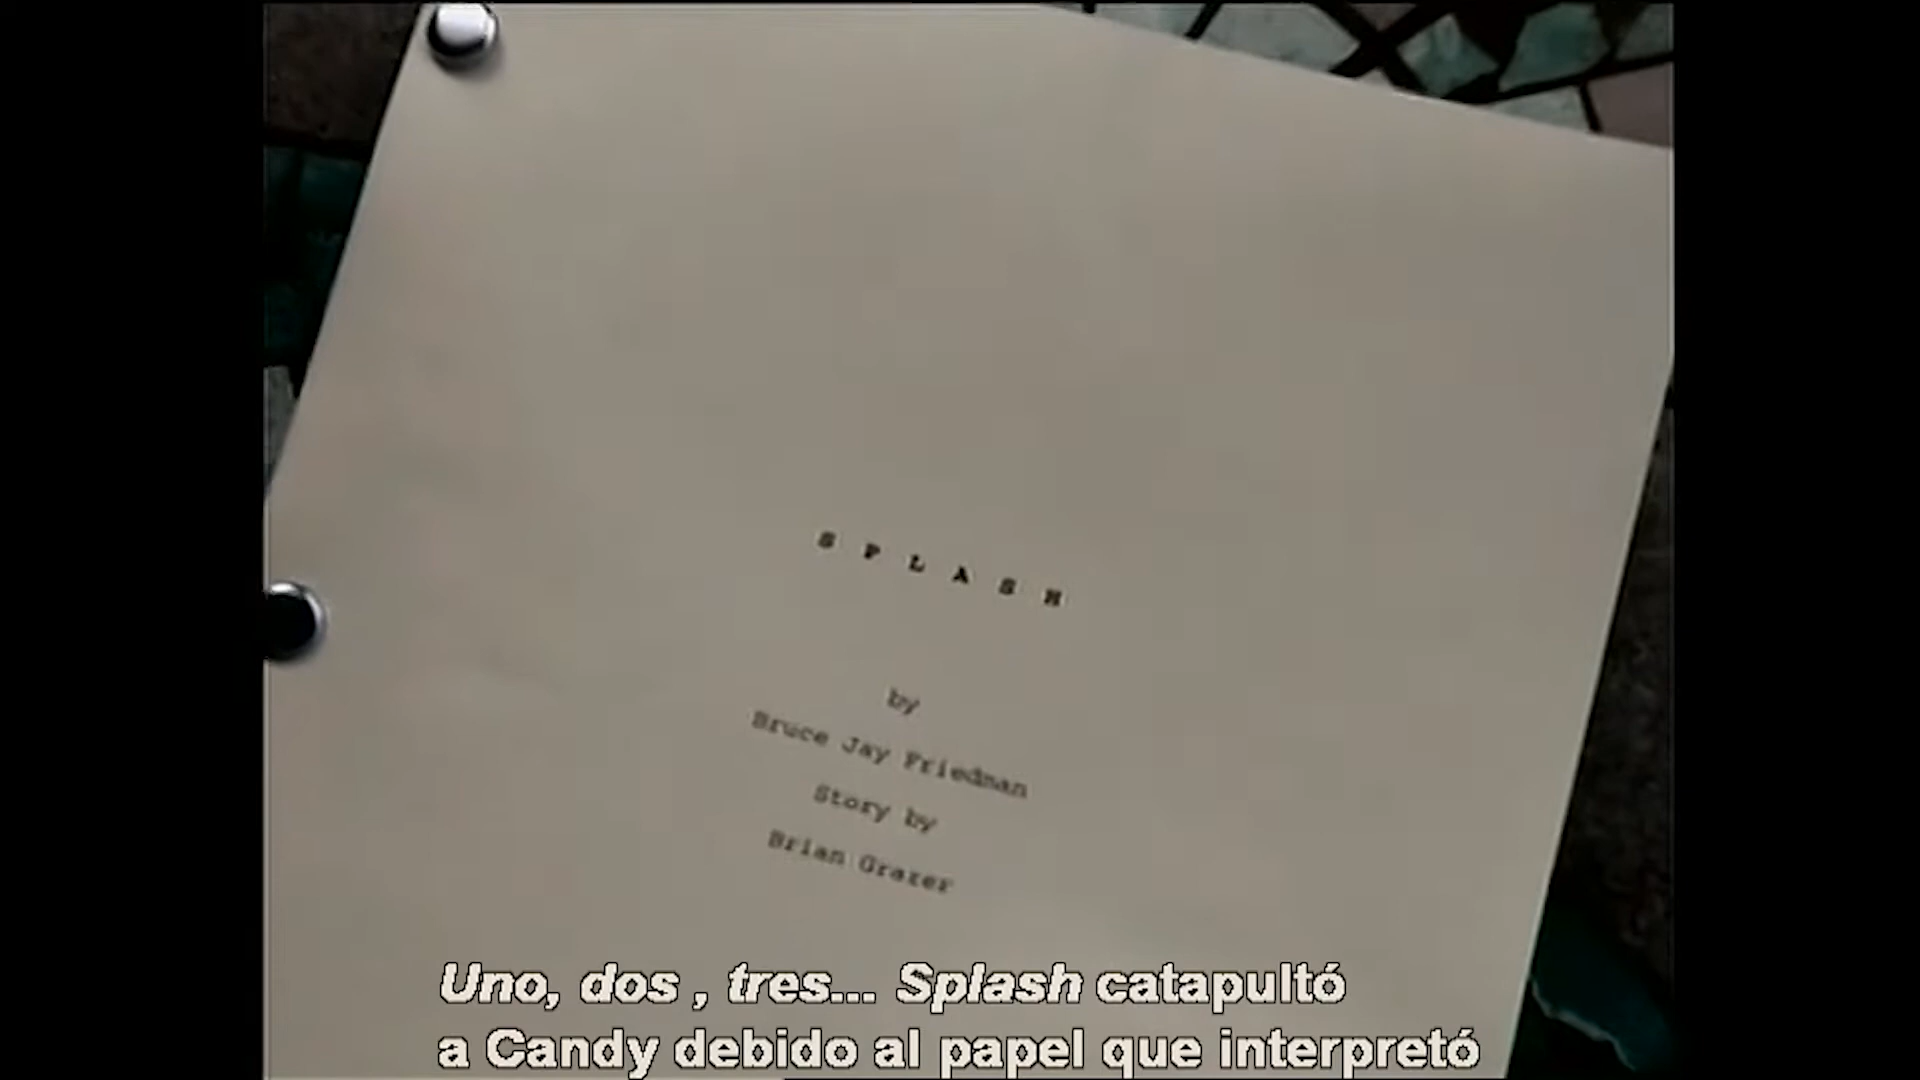 S P L A S H
by
Bruce Jay Friedman
Story by
Brian Grazer
Uno, dos , tres... Splash catapultó
a Candy debido al papel que interpretó